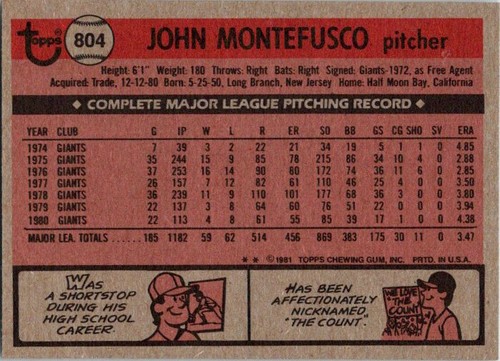 topps 804 JOHN MONTEFUSCO pitcher
Height: 6'1" Weight: 180 Throws: Right Bats: Right Signed: Giants-1972, as Free Agent
Acquired: Trade, 12-12-80 Born: 5-25-50, Long Branch, New Jersey Home: Half Moon Bay, California
◆ COMPLETE MAJOR LEAGUE PITCHING RECORD ◆
YEAR CLUB G IP W L R ER SO BB GS CG SHO SV ERA
1974 GIANTS 7 39 3 2 22 21 34 19 5 1 1 0 4.85
1975 GIANTS 35 244 15 9 85 78 215 86 34 10 4 0 2.88
1976 GIANTS 37 253 16 14 90 80 172 74 36 11 6 0 2.85
1977 GIANTS 26 157 7 12 82 61 110 46 25 4 0 0 3.50
1978 GIANTS 36 239 11 9 110 101 177 68 36 3 0 0 3.80
1979 GIANTS 22 137 3 8 64 60 76 51 22 0 0 0 3.94
1980 GIANTS 22 113 4 8 61 55 85 39 17 1 0 0 4.38
MAJOR LEA. TOTALS 185 1182 59 62 514 456 869 383 175 30 11 0 3.47
** © 1981 TOPPS CHEWING GUM, INC. PRTD. IN U.S.A.
WAS
A SHORTSTOP
DURING HIS
HIGH SCHOOL
CAREER.
HAS BEEN
AFFECTIONATELY
NICKNAMED
"THE COUNT".
WE LOVE
"THE
COUNT"